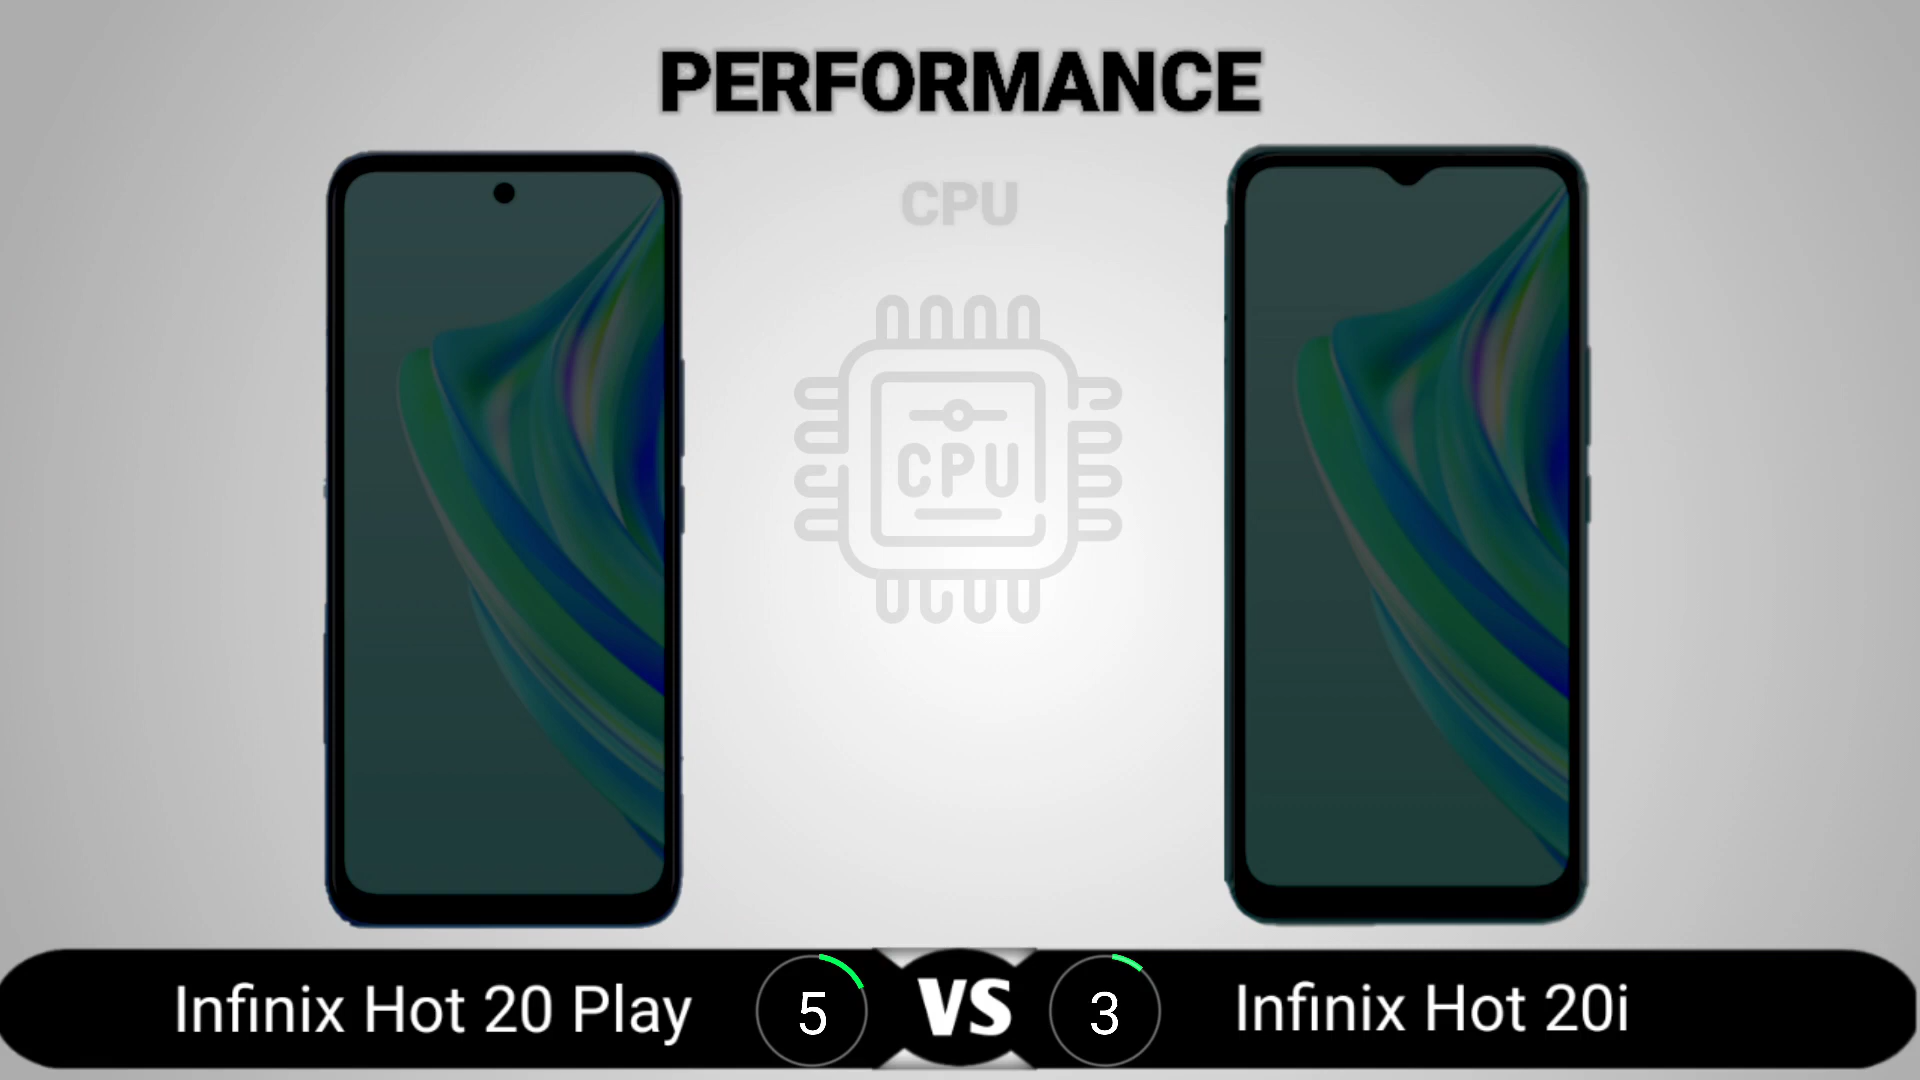 PERFORMANCE
CPU
CPU
Infinix Hot 20 Play 5 VS 3 Infinix Hot 20i